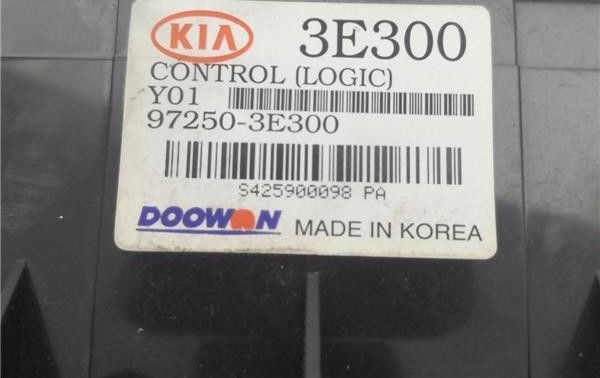 KIA 3E300
CONTROL (LOGIC)
Y01
97250-3E300
S425900098 PA
DOOWON MADE IN KOREA